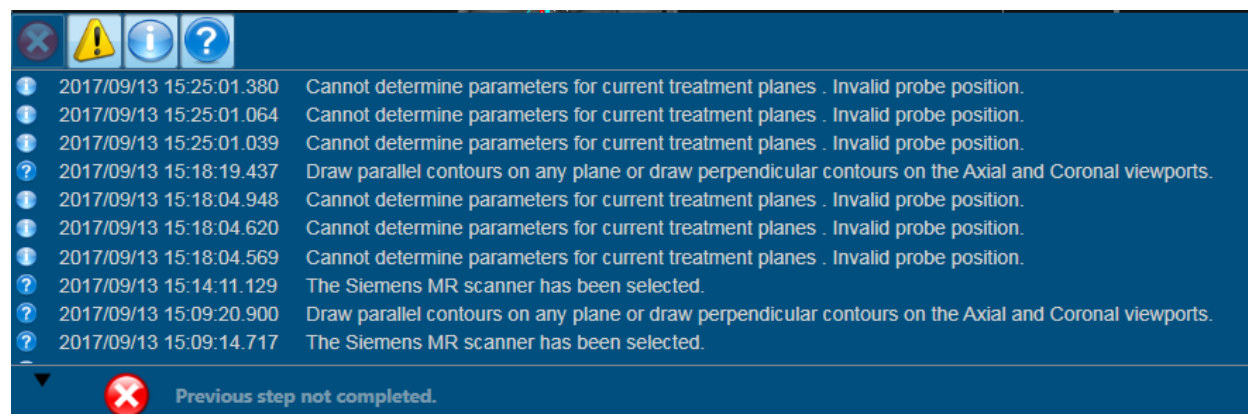 2017/09/13 15:25:01.380 Cannot determine parameters for current treatment planes . Invalid probe position.
2017/09/13 15:25:01.064 Cannot determine parameters for current treatment planes . Invalid probe position.
2017/09/13 15:25:01.039 Cannot determine parameters for current treatment planes . Invalid probe position.
2017/09/13 15:18:19.437 Draw parallel contours on any plane or draw perpendicular contours on the Axial and Coronal viewports.
2017/09/13 15:18:04.948 Cannot determine parameters for current treatment planes . Invalid probe position.
2017/09/13 15:18:04.620 Cannot determine parameters for current treatment planes . Invalid probe position.
2017/09/13 15:18:04.569 Cannot determine parameters for current treatment planes . Invalid probe position.
2017/09/13 15:14:11.129 The Siemens MR scanner has been selected.
2017/09/13 15:09:20.900 Draw parallel contours on any plane or draw perpendicular contours on the Axial and Coronal viewports.
2017/09/13 15:09:14.717 The Siemens MR scanner has been selected.
Previous step not completed.